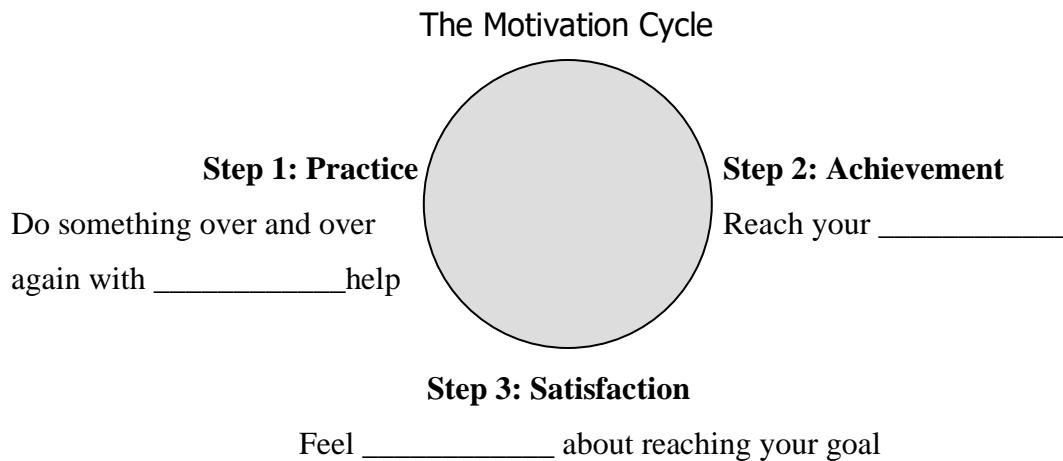 The Motivation Cycle
Step 1: Practice
Do something over and over
again with ____________help
Step 2: Achievement
Reach your ____________
Step 3: Satisfaction
Feel ____________ about reaching your goal